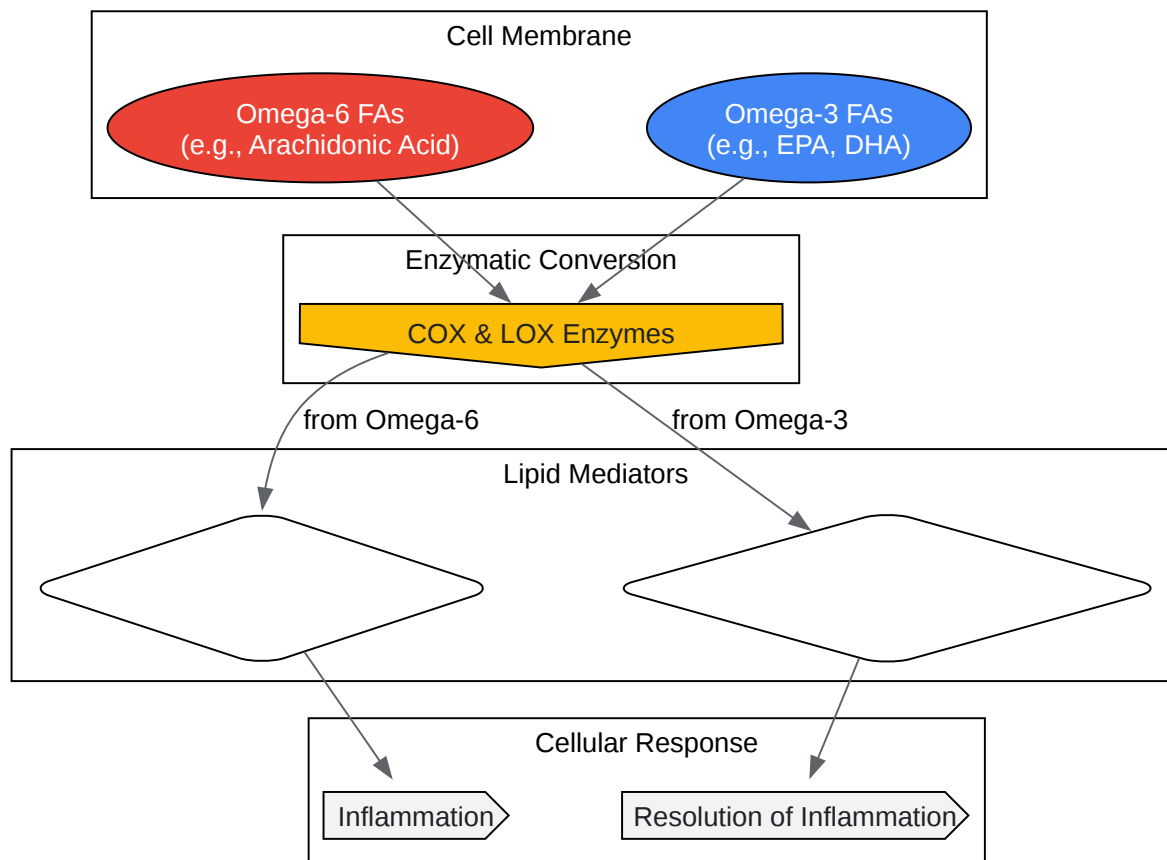 Cell Membrane
Omega-6 FAs
(e.g., Arachidonic Acid)
Omega-3 FAs
(e.g., EPA, DHA)
Enzymatic Conversion
COX & LOX Enzymes
from Omega-6
from Omega-3
Lipid Mediators
Cellular Response
Inflammation
Resolution of Inflammation